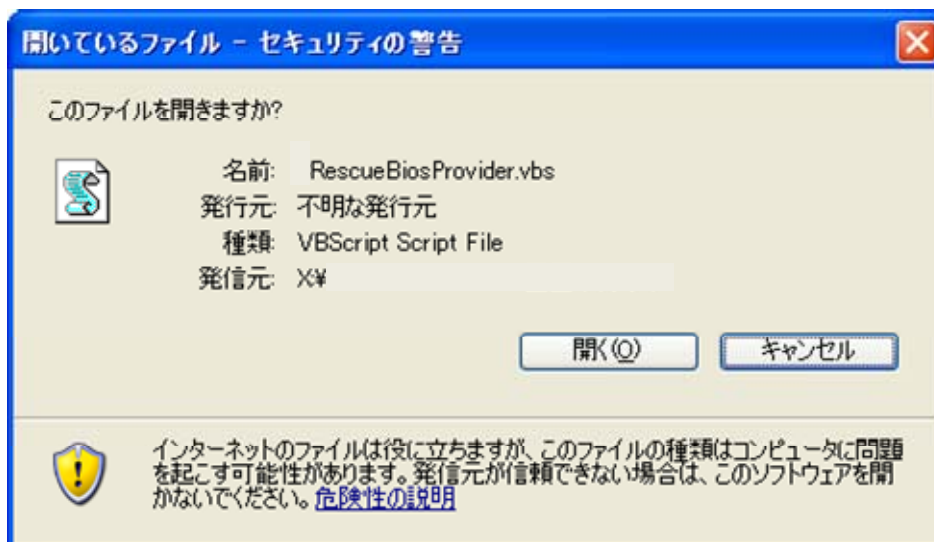 開いているファイル - セキュリティの警告
このファイルを開きますか?
名前: RescueBiosProvider.vbs
発行元: 不明な発行元
種類: VBScript Script File
発信元: X:¥
開く(O)
キャンセル
インターネットのファイルは役に立ちますが、このファイルの種類はコンピュータに問題
を起こす可能性があります。発信元が信頼できない場合は、このソフトウェアを開
かないでください。危険性の説明